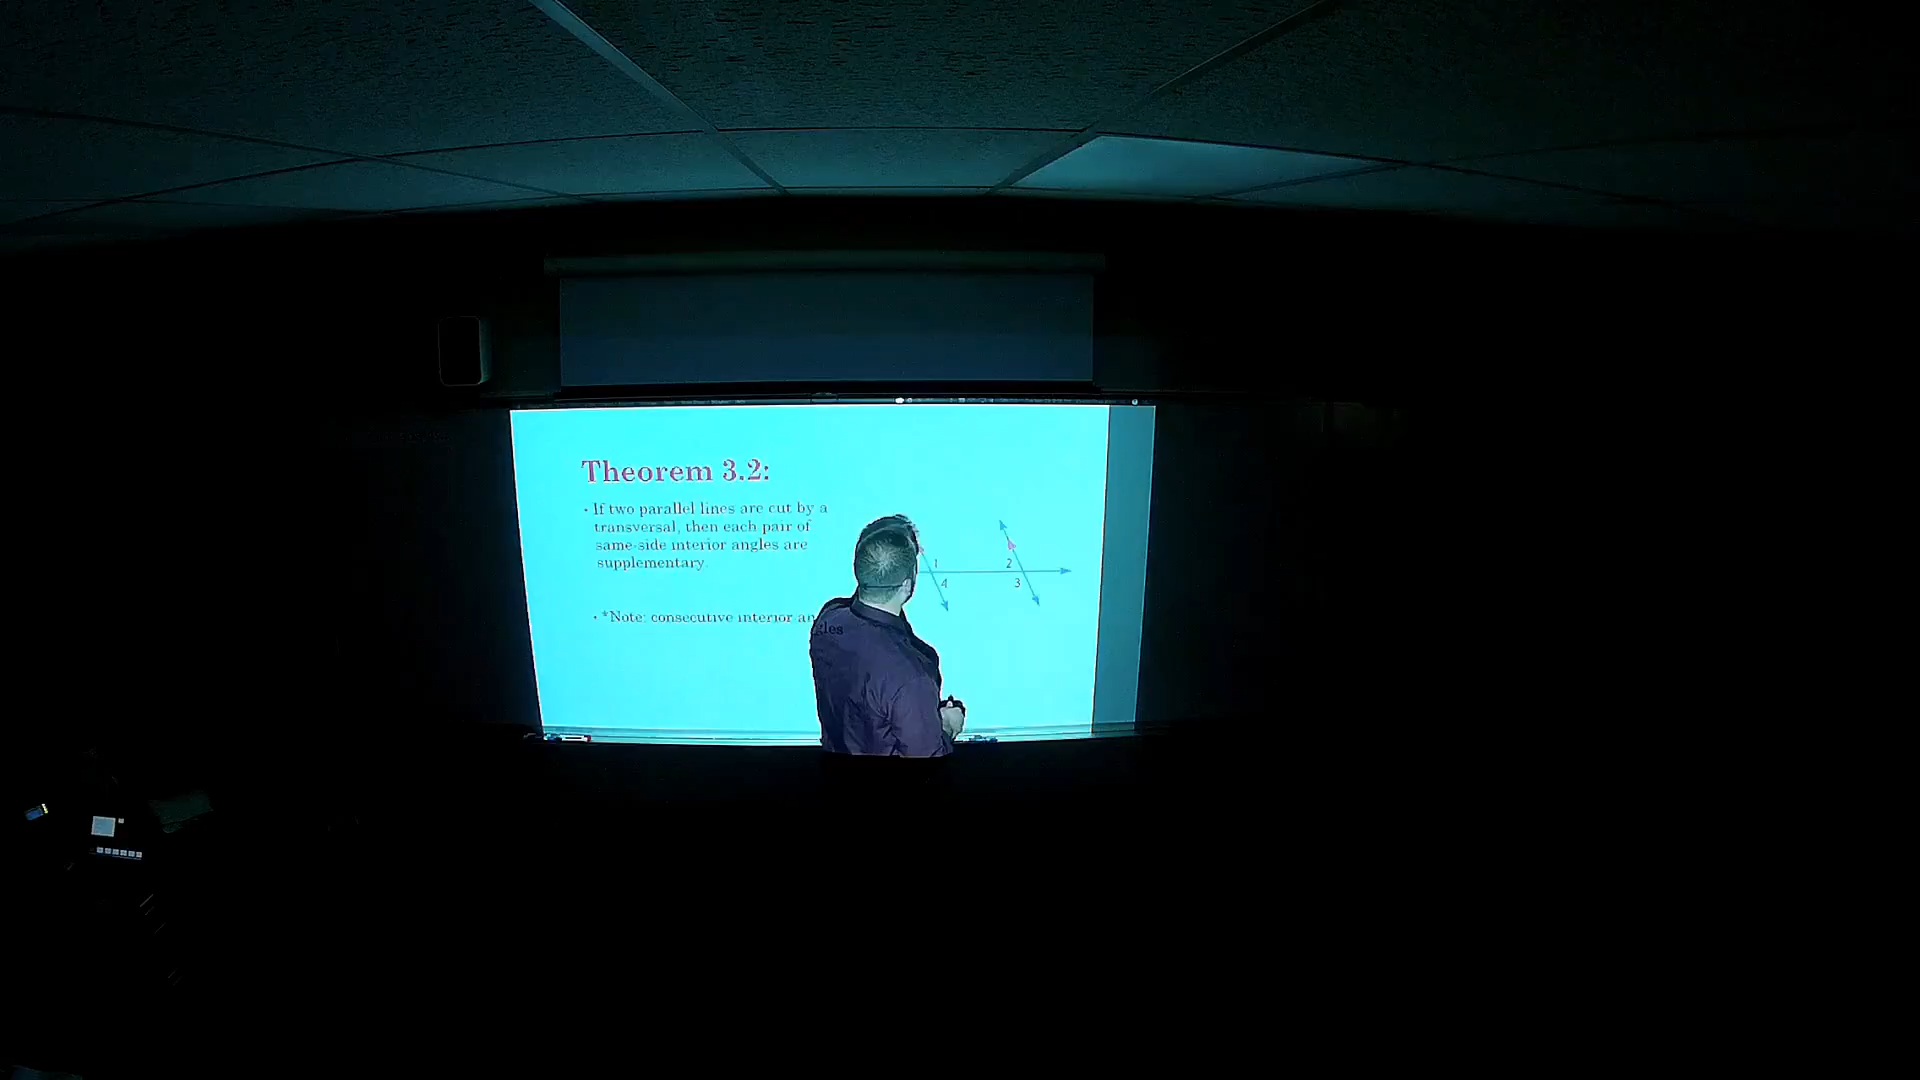 Theorem 3.2:
• If two parallel lines are cut by a
transversal, then each pair of
same-side interior angles are
supplementary.
1
2
4
3
• *Note: consecutive interior angles